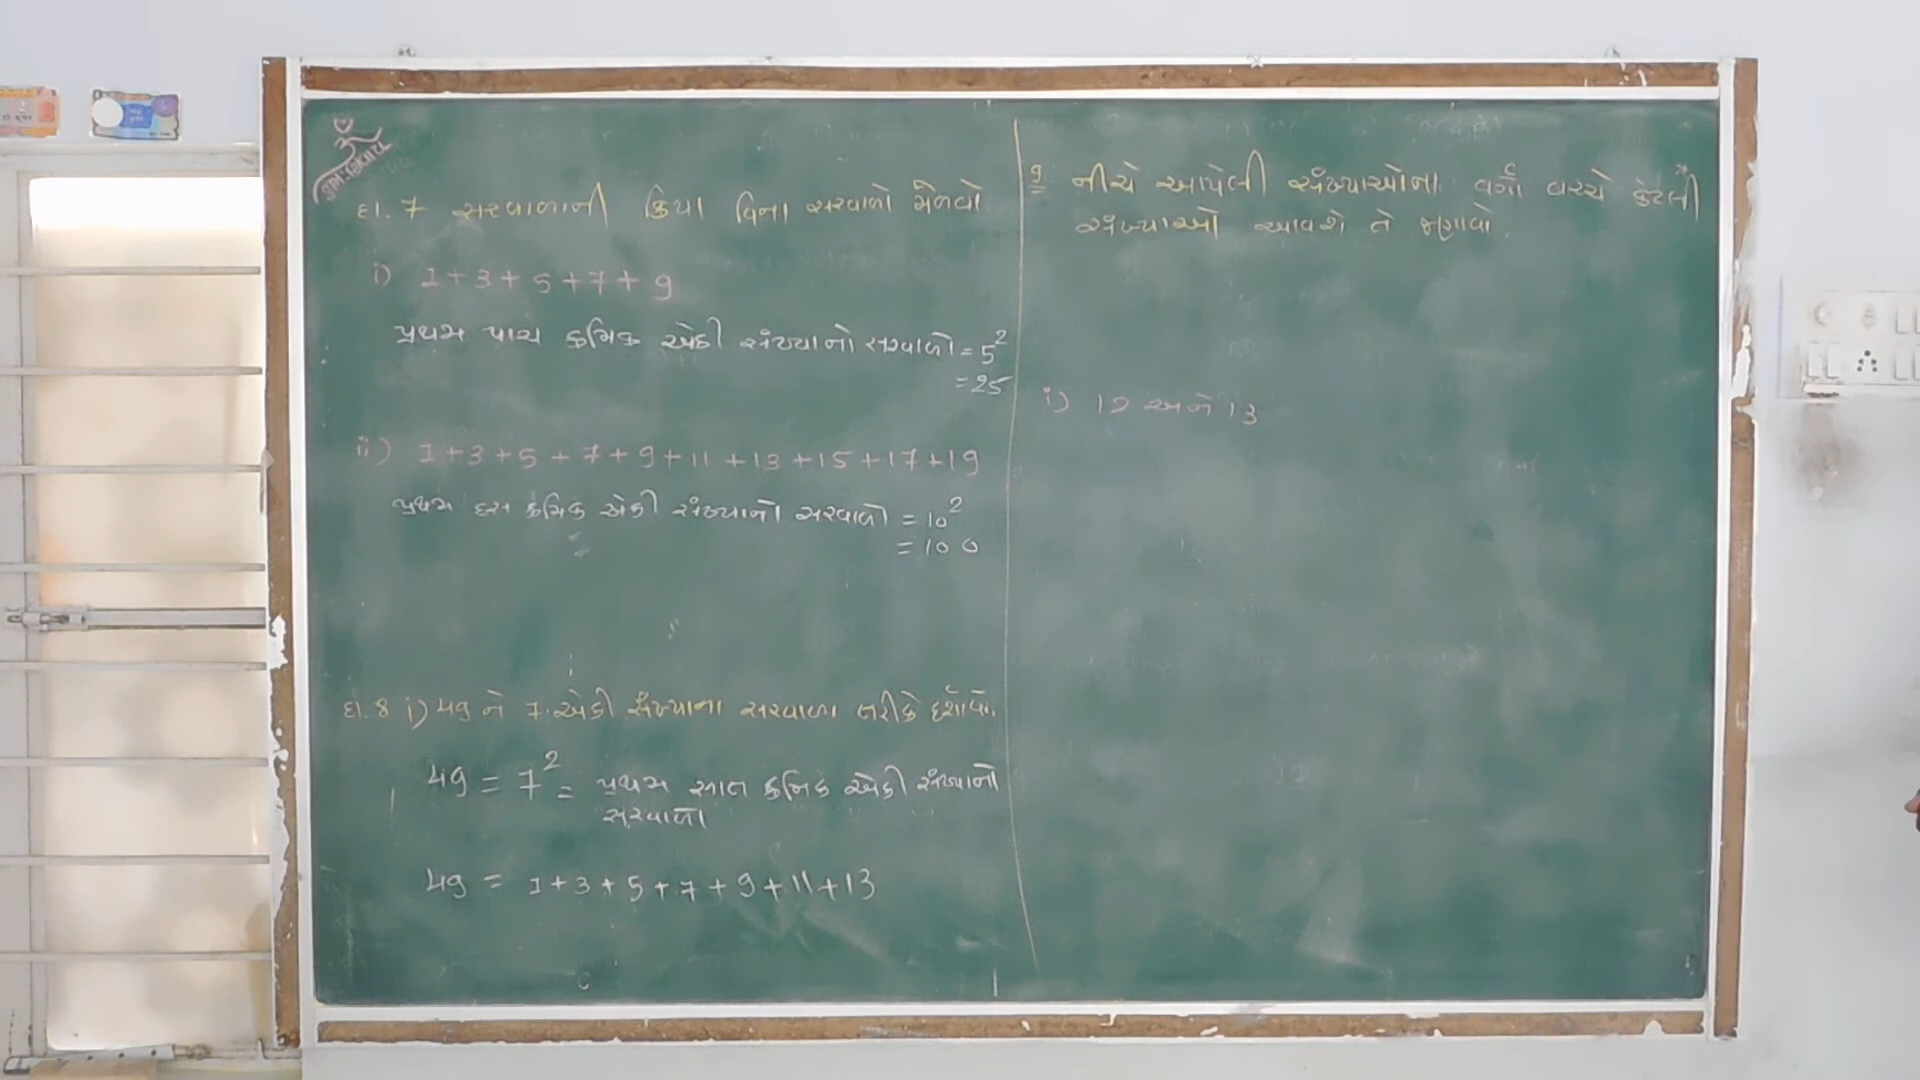 દા. 7 સરવાળાની ક્રિયા વિના સરવાળો મેળવો
i) 1 + 3 + 5 + 7 + 9
પ્રથમ પાચ ક્રમિક એકી સંખ્યાનો સરવાળો = 5²
= 25
ii) 1 + 3 + 5 + 7 + 9 + 11 + 13 + 15 + 17 + 19
પ્રથમ દસ ક્રમિક એકી સંખ્યાનો સરવાળો = 10²
= 100
દા. 8 i) 49 ને 7 એકી સંખ્યાના સરવાળા તરીકે દર્શાવો.
49 = 7² = પ્રથમ સાત ક્રમિક એકી સંખ્યાનો
સરવાળો
49 = 1 + 3 + 5 + 7 + 9 + 11 + 13
9 નીચે આપેલી સંખ્યાઓના વર્ગો વચ્ચે કેટલી
સંખ્યાઓ આવશે તે જણાવો.
i) 12 અને 13